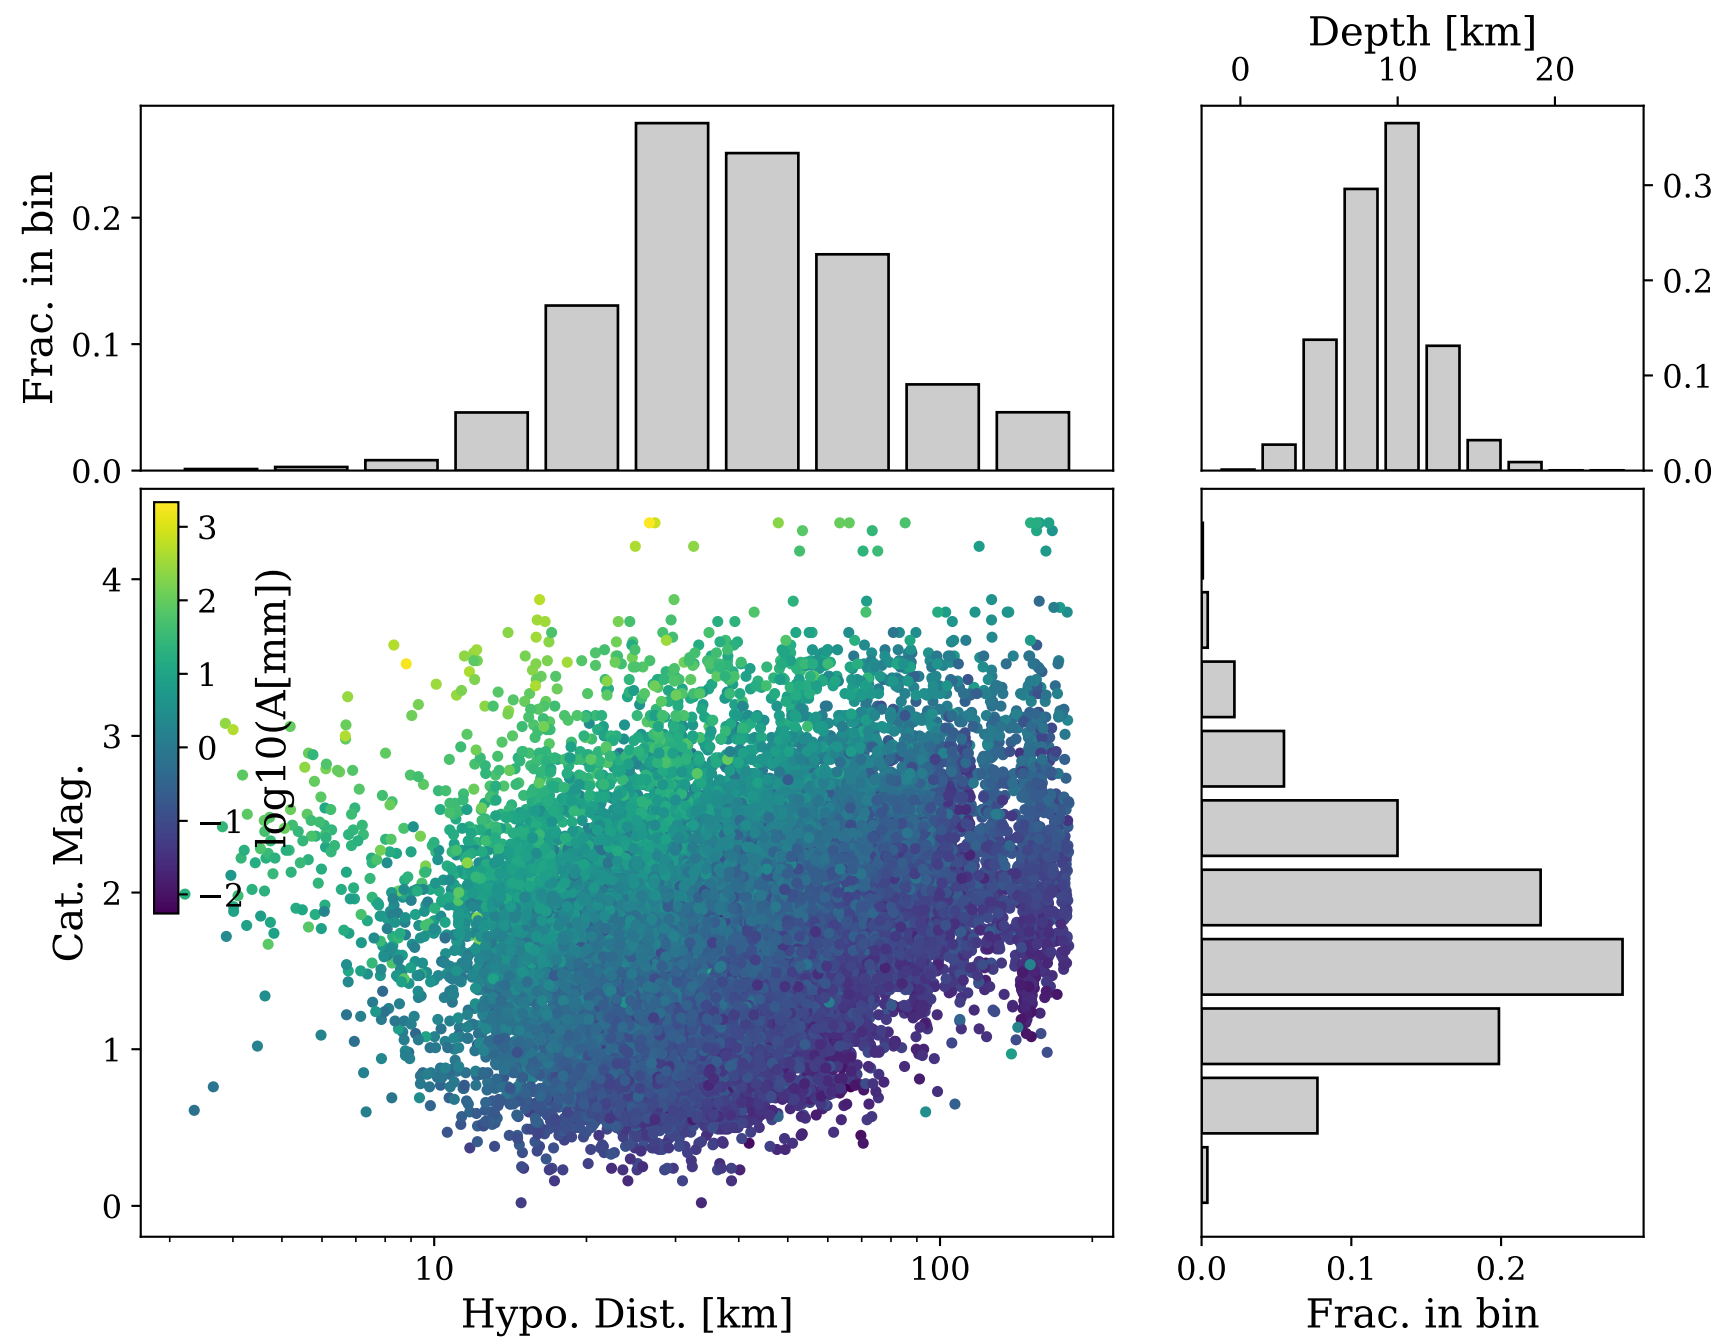 Depth [km]
0 10 20
Frac. in bin
0.2
0.1
0.0
0.3
0.2
0.1
0.0
Cat. Mag.
4
3
2
1
0
3
2
1
0
−1
−2
log10(A[mm])
10 100
Hypo. Dist. [km]
0.0 0.1 0.2
Frac. in bin